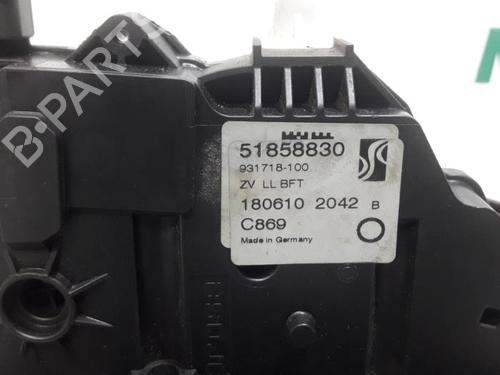 B-PARTS
51858830
931718-100
ZV LL BFT
180610 2042 B
C869
Made in Germany